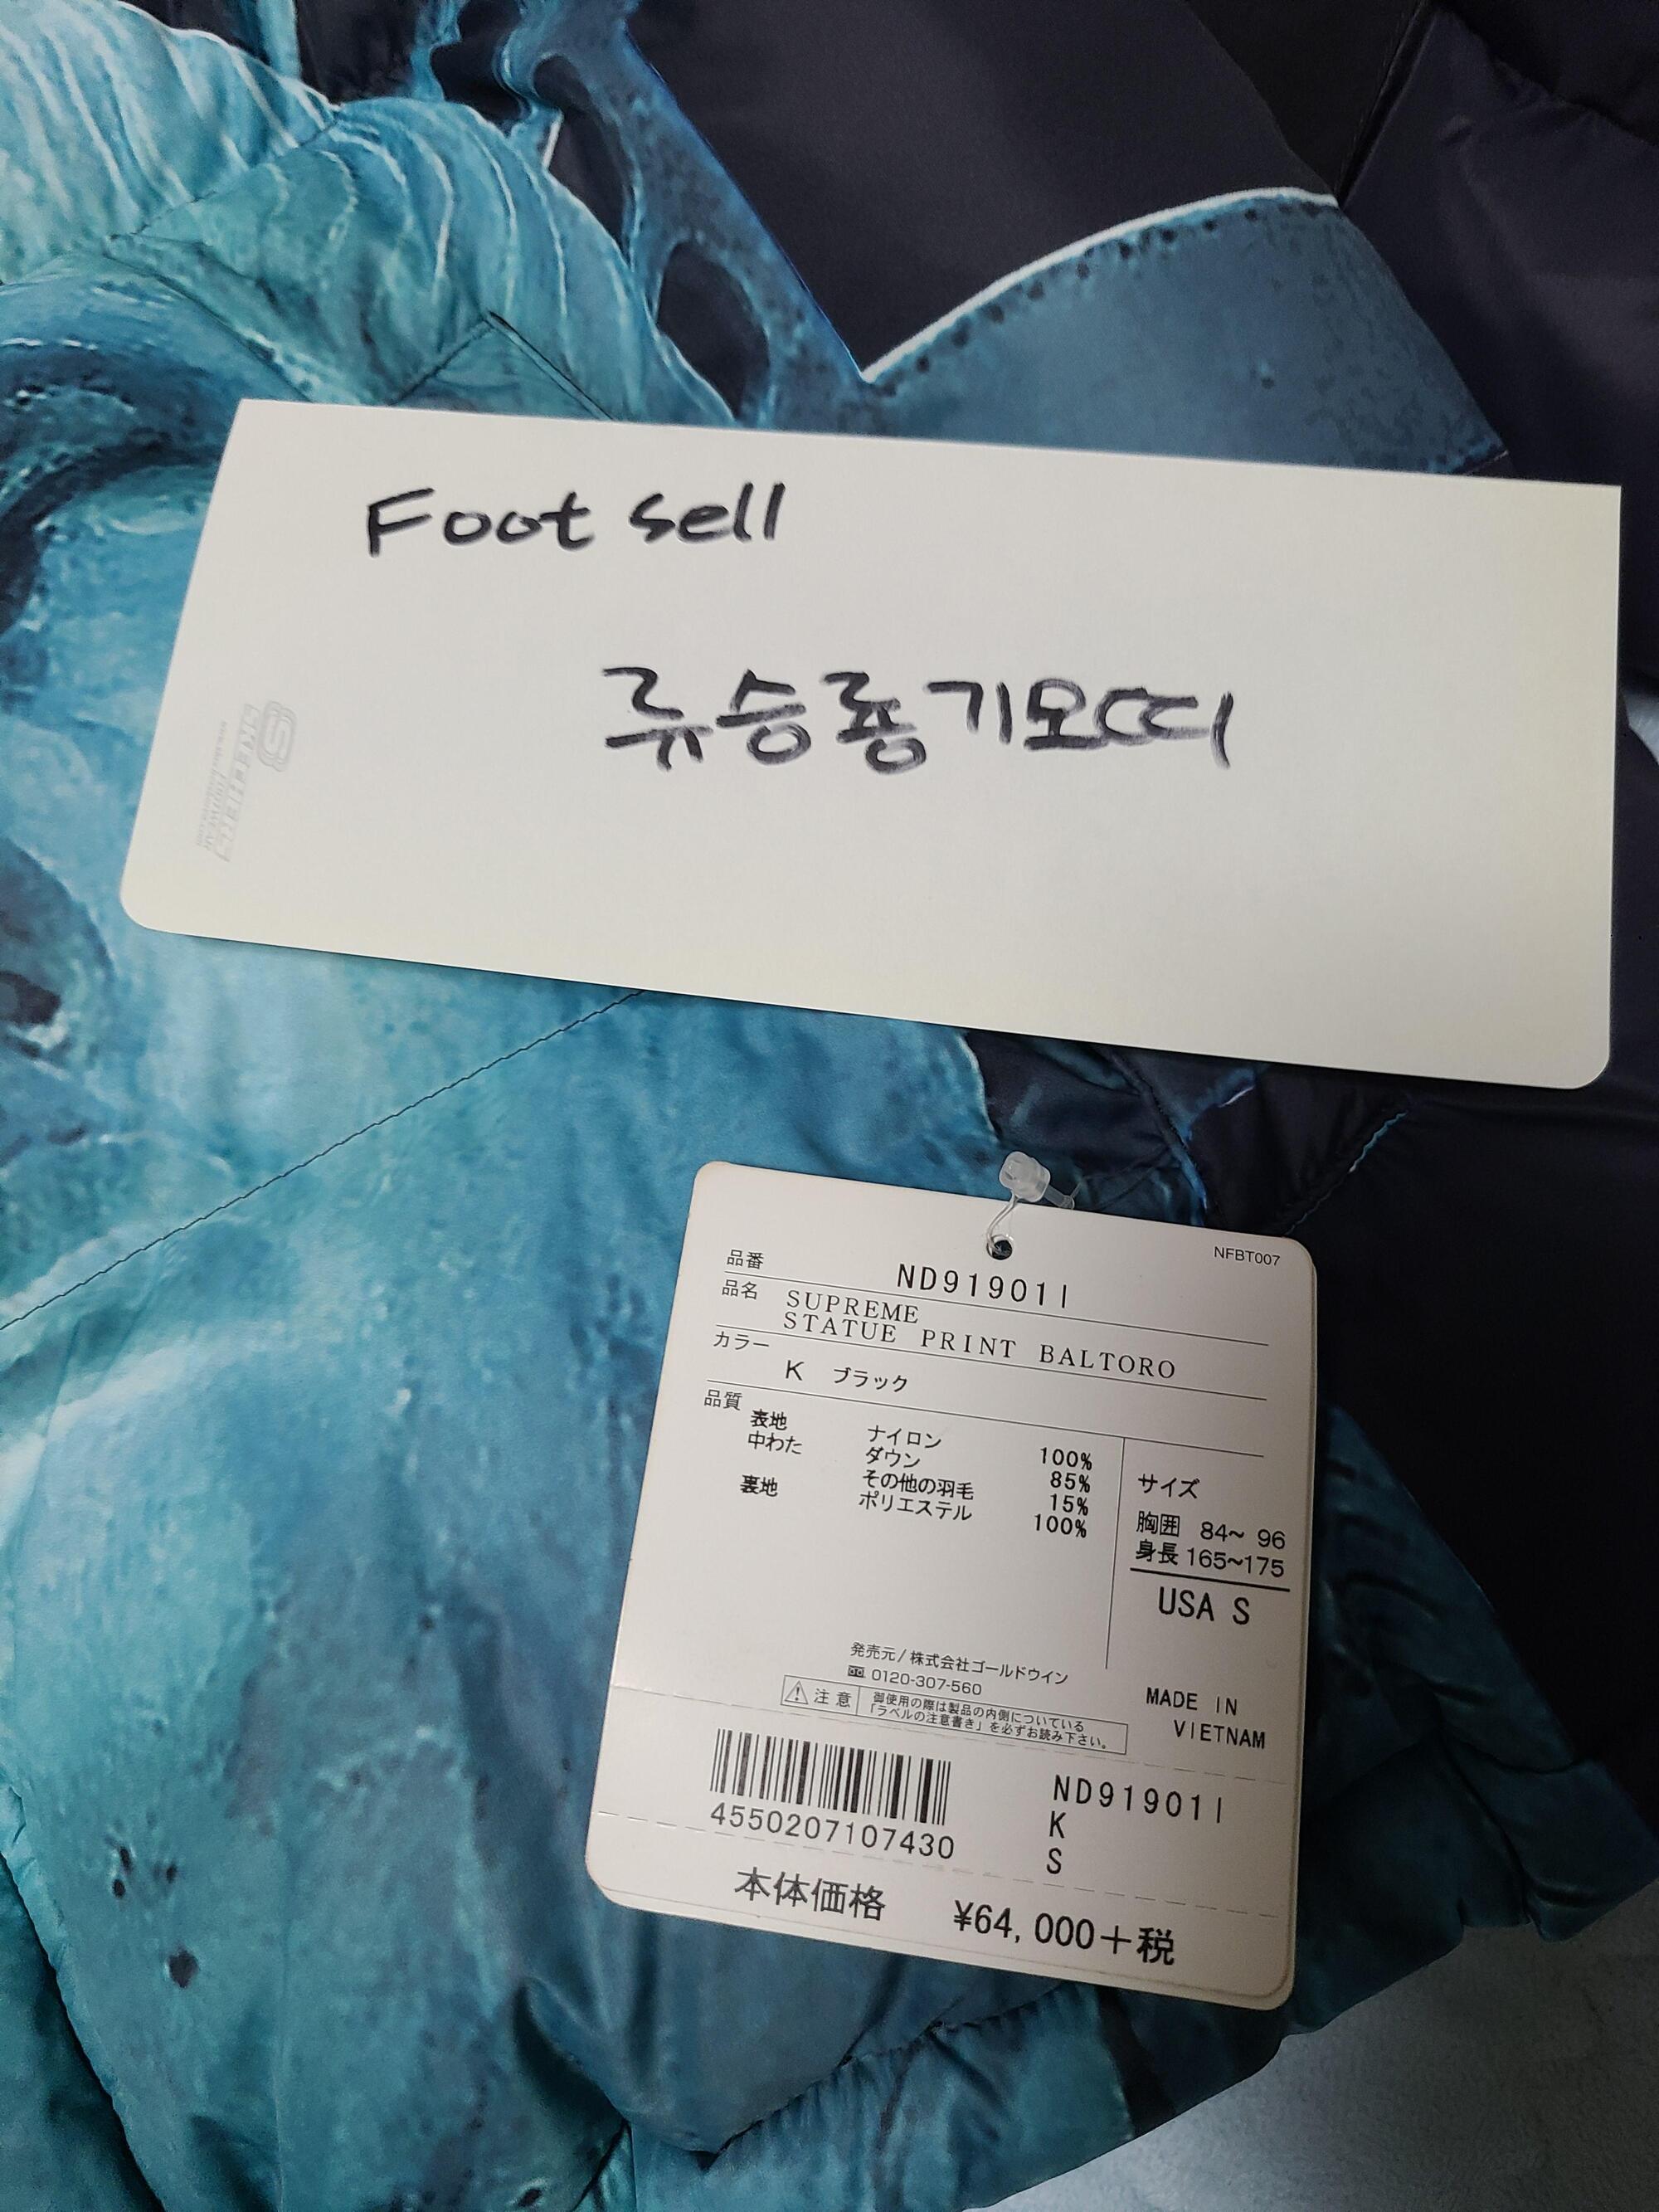 Foot sell
류승룡기모띠
SKECHERS
NFBT007
品番 ND91901I
品名 SUPREME
STATUE PRINT BALTORO
カラー
K ブラック
品質
表地 ナイロン 100%
中わた ダウン 85%
その他の羽毛 15%
裏地 ポリエステル 100%
サイズ
胸囲 84~ 96
身長 165~175
USA S
発売元/株式会社ゴールドウイン
0120-307-560
注意 御使用の際は製品の内側についている
「ラベルの注意書き」を必ずお読み下さい。
MADE IN
VIETNAM
4550207107430
ND91901I
K
S
本体価格 ¥64,000+税